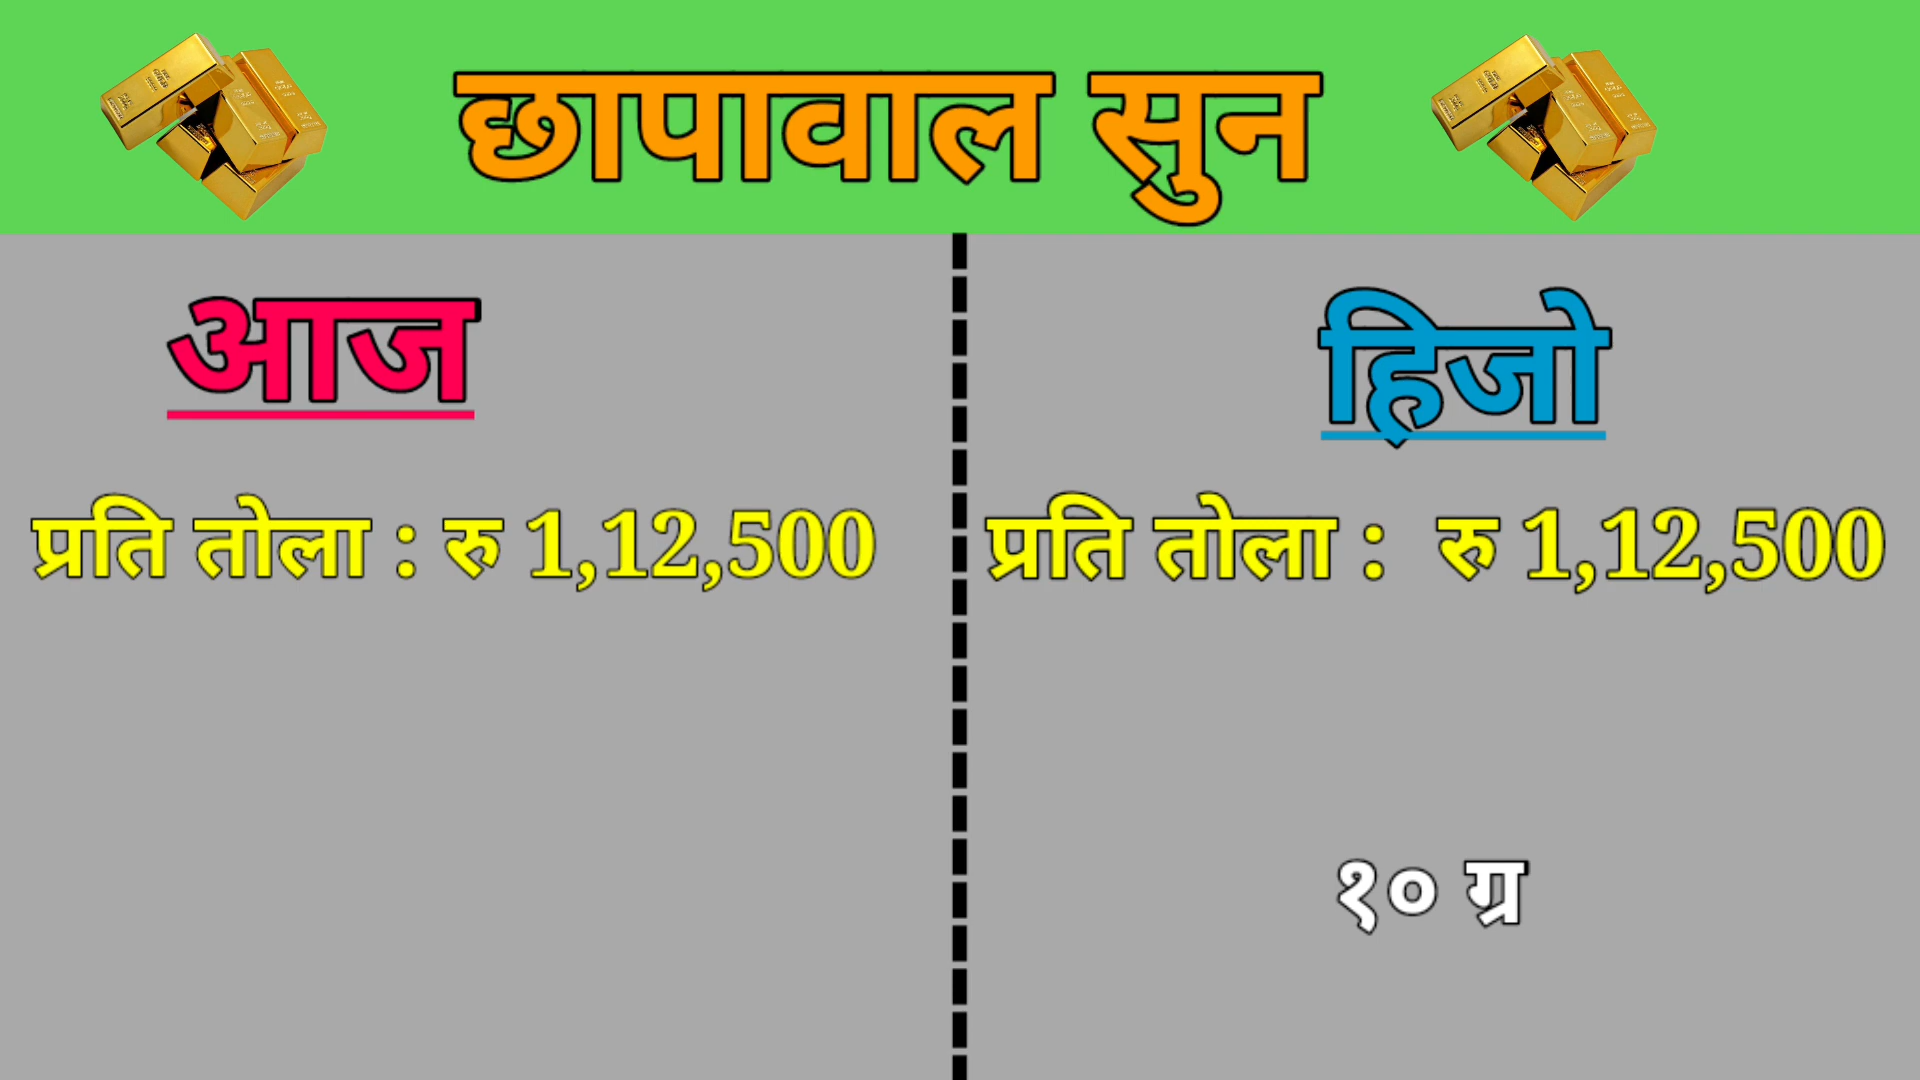 छापावाल सुन
आज
प्रति तोला : रु 1,12,500
हिजो
प्रति तोला : रु 1,12,500
१० ग्र